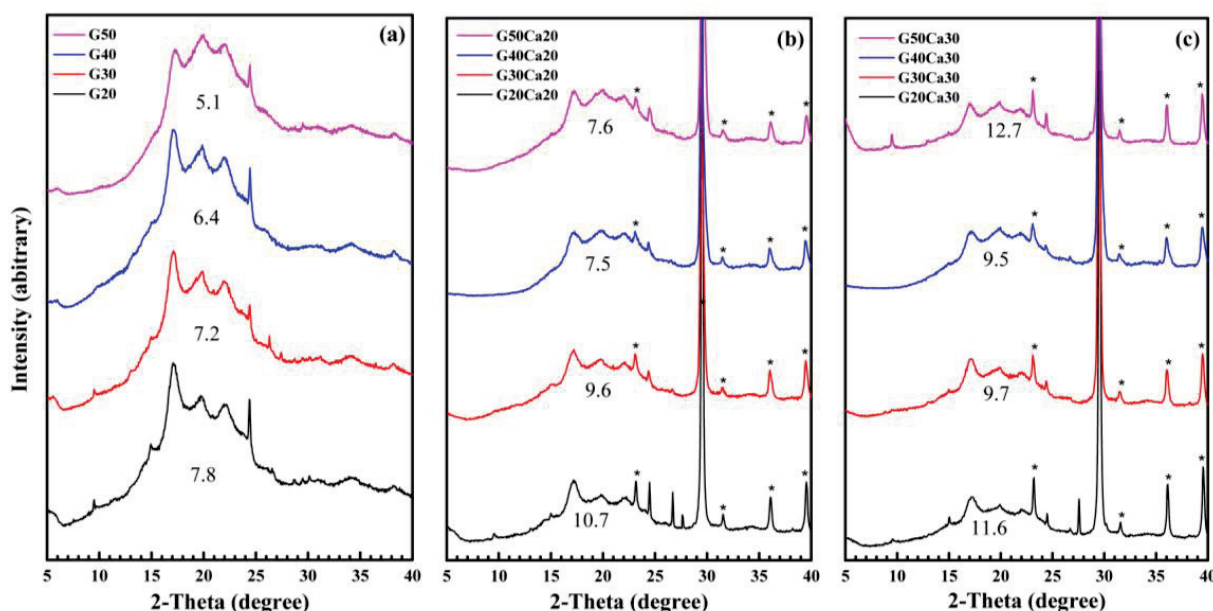 Intensity (abitrary)
(a)
G50
G40
G30
G20
5.1
6.4
7.2
7.8
5 10 15 20 25 30 35 40
2-Theta (degree)
(b)
G50Ca20
G40Ca20
G30Ca20
G20Ca20
7.6
* * * *
7.5
* * * *
9.6
* * * *
10.7
* * * *
5 10 15 20 25 30 35 40
2-Theta (degree)
(c)
G50Ca30
G40Ca30
G30Ca30
G20Ca30
12.7
* * * *
9.5
* * * *
9.7
* * * *
11.6
* * * *
5 10 15 20 25 30 35 40
2-Theta (degree)